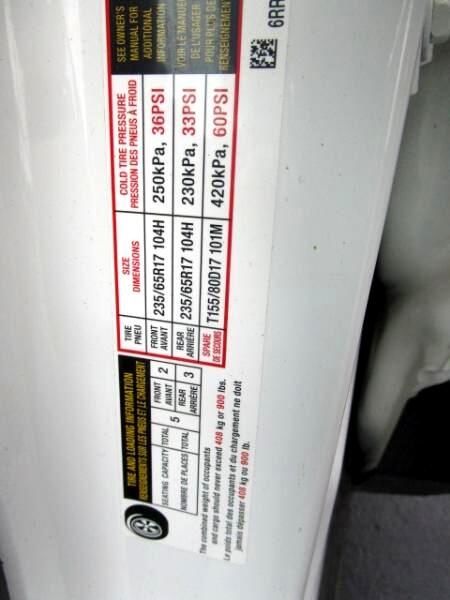 TIRE AND LOADING INFORMATION
RENSEIGNEMENTS SUR LES PNEUS ET LE CHARGEMENT
SEATING CAPACITY TOTAL 5 FRONT 2
AVANT
NOMBRE DE PLACES TOTAL REAR 3
ARRIÈRE
The combined weight of occupants
and cargo should never exceed 408 kg or 900 lbs.
Le poids total des occupants et du chargement ne doit
jamais dépasser 408 kg ou 900 lb.
TIRE
PNEU
SIZE
DIMENSIONS
COLD TIRE PRESSURE
PRESSION DES PNEUS À FROID
FRONT
AVANT
235/65R17 104H
250kPa, 36PSI
REAR
ARRIÈRE
235/65R17 104H
230kPa, 33PSI
SPARE
DE SECOURS
T155/80D17 101M
420kPa, 60PSI
SEE OWNER'S
MANUAL FOR
ADDITIONAL
INFORMATION
VOIR LE MANUEL
DE L'USAGER
POUR PLUS DE
RENSEIGNEMENT
6RR